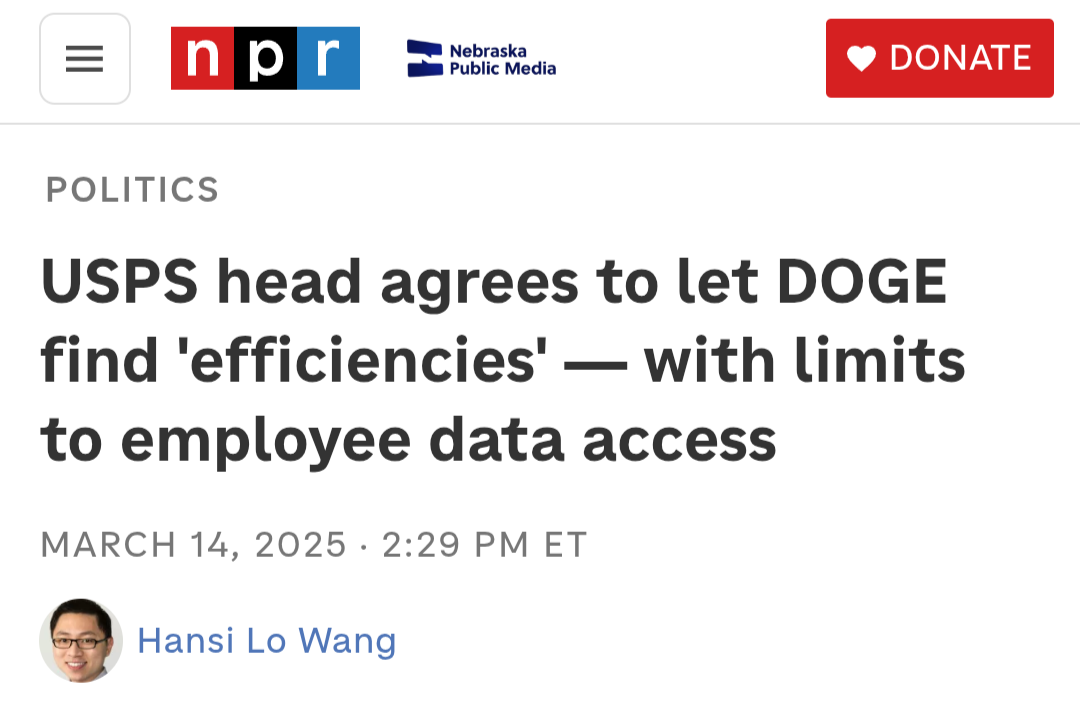 npr
Nebraska
Public Media
DONATE
POLITICS
USPS head agrees to let DOGE
find 'efficiencies' — with limits
to employee data access
MARCH 14, 2025 · 2:29 PM ET
Hansi Lo Wang